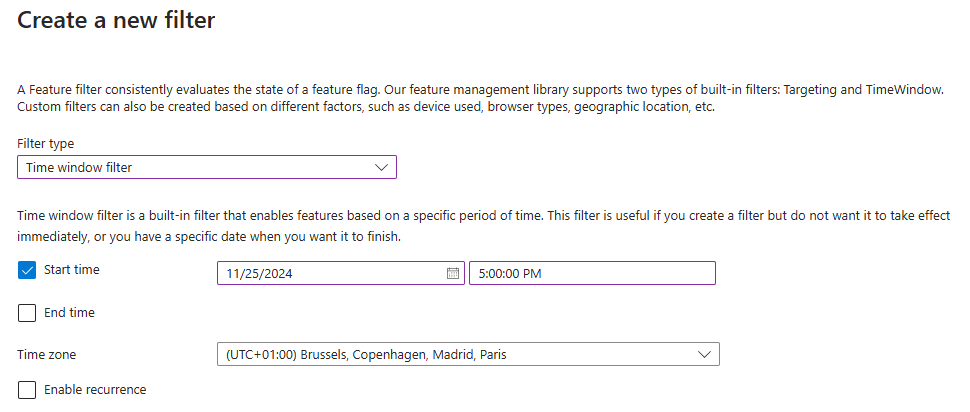 Create a new filter
A Feature filter consistently evaluates the state of a feature flag. Our feature management library supports two types of built-in filters: Targeting and TimeWindow.
Custom filters can also be created based on different factors, such as device used, browser types, geographic location, etc.
Filter type
Time window filter
Time window filter is a built-in filter that enables features based on a specific period of time. This filter is useful if you create a filter but do not want it to take effect
immediately, or you have a specific date when you want it to finish.
Start time 11/25/2024 5:00:00 PM
End time
Time zone (UTC+01:00) Brussels, Copenhagen, Madrid, Paris
Enable recurrence